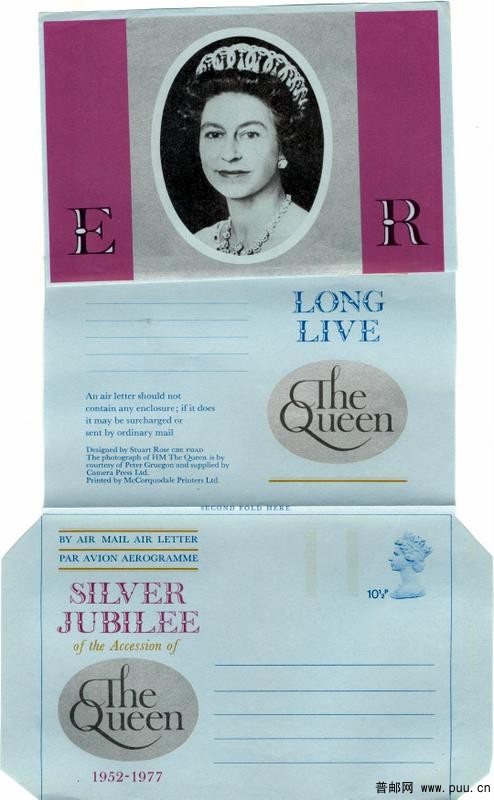 E R
LONG
LIVE
The
Queen
An air letter should not
contain any enclosure; if it does
it may be surcharged or
sent by ordinary mail
Designed by Stuart Rose CBE FSIAD
The photograph of HM The Queen is by
courtesy of Peter Gruegon and supplied by
Camera Press Ltd.
Printed by McCorquodale Printers Ltd.
SECOND FOLD HERE
BY AIR MAIL AIR LETTER
PAR AVION AEROGRAMME
10½P
SILVER
JUBILEE
of the Accession of
The
Queen
1952-1977
普邮网 www.puu.cn